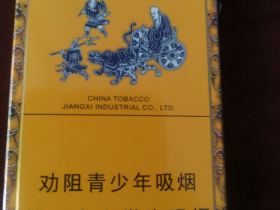 CHINA TOBACCO
JIANGXI INDUSTRIAL CO., LTD.
劝阻青少年吸烟